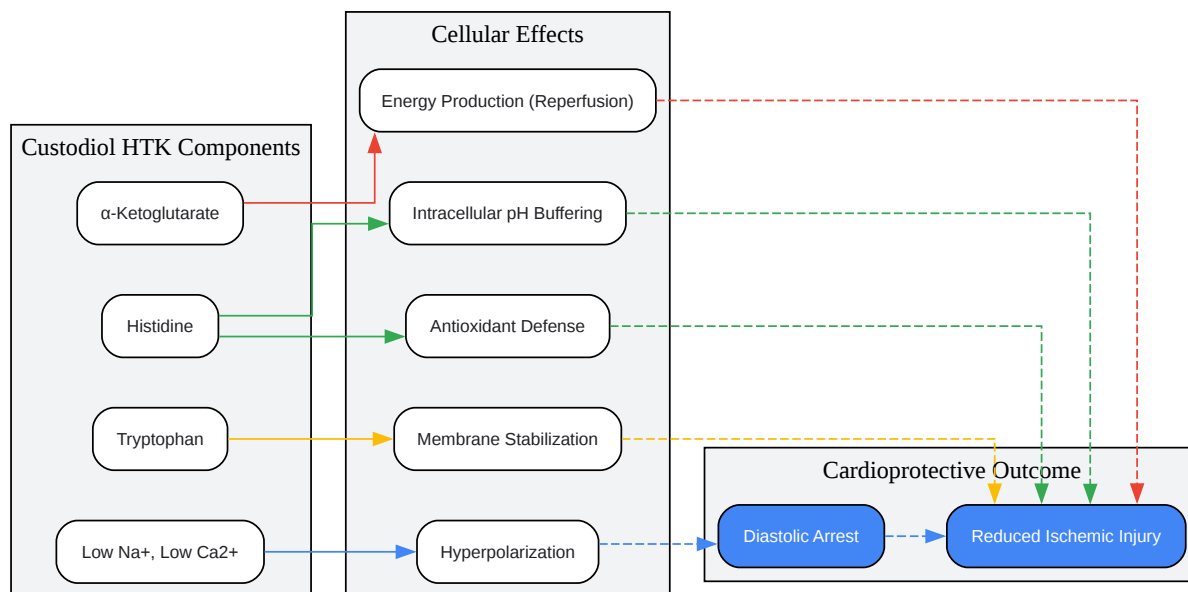 Custodiol HTK Components
α-Ketoglutarate
Histidine
Tryptophan
Low Na+, Low Ca2+
Cellular Effects
Energy Production (Reperfusion)
Intracellular pH Buffering
Antioxidant Defense
Membrane Stabilization
Hyperpolarization
Cardioprotective Outcome
Diastolic Arrest
Reduced Ischemic Injury